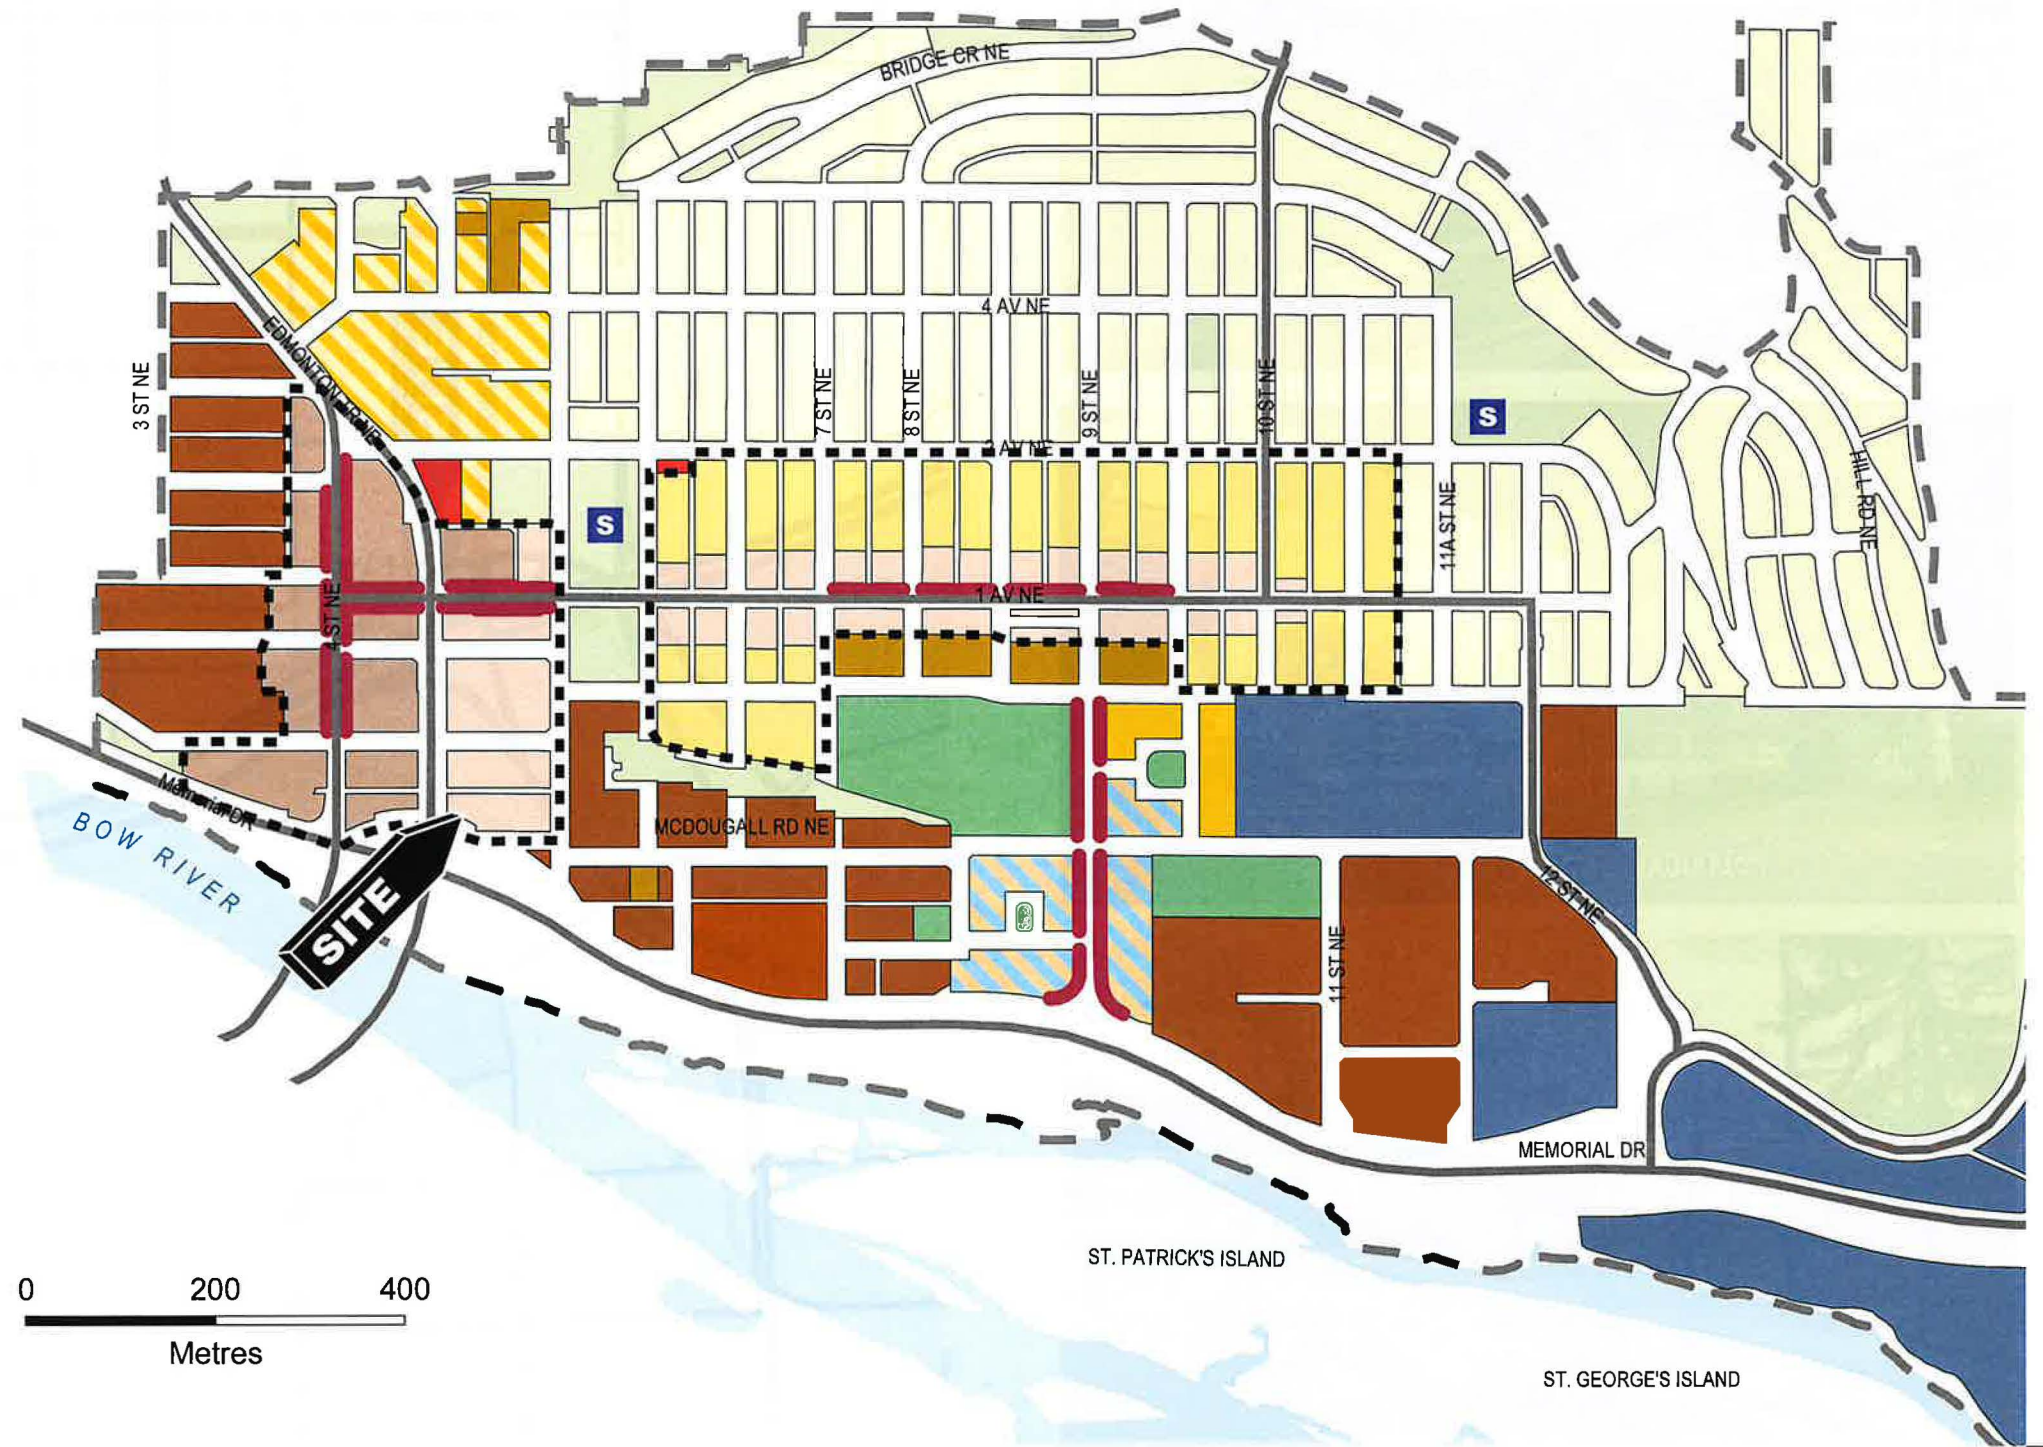 BRIDGE CR NE
4 AV NE
3 ST NE
EDMONTON TR NE
7 ST NE
8 ST NE
9 ST NE
10 ST NE
2 AV NE
S
HILL RD NE
11A ST NE
S
4 ST NE
1 AV NE
Memorial DR
MCDOUGALL RD NE
BOW RIVER
SITE
12 ST NE
11 ST NE
MEMORIAL DR
ST. PATRICK'S ISLAND
0 200 400
Metres
ST. GEORGE'S ISLAND